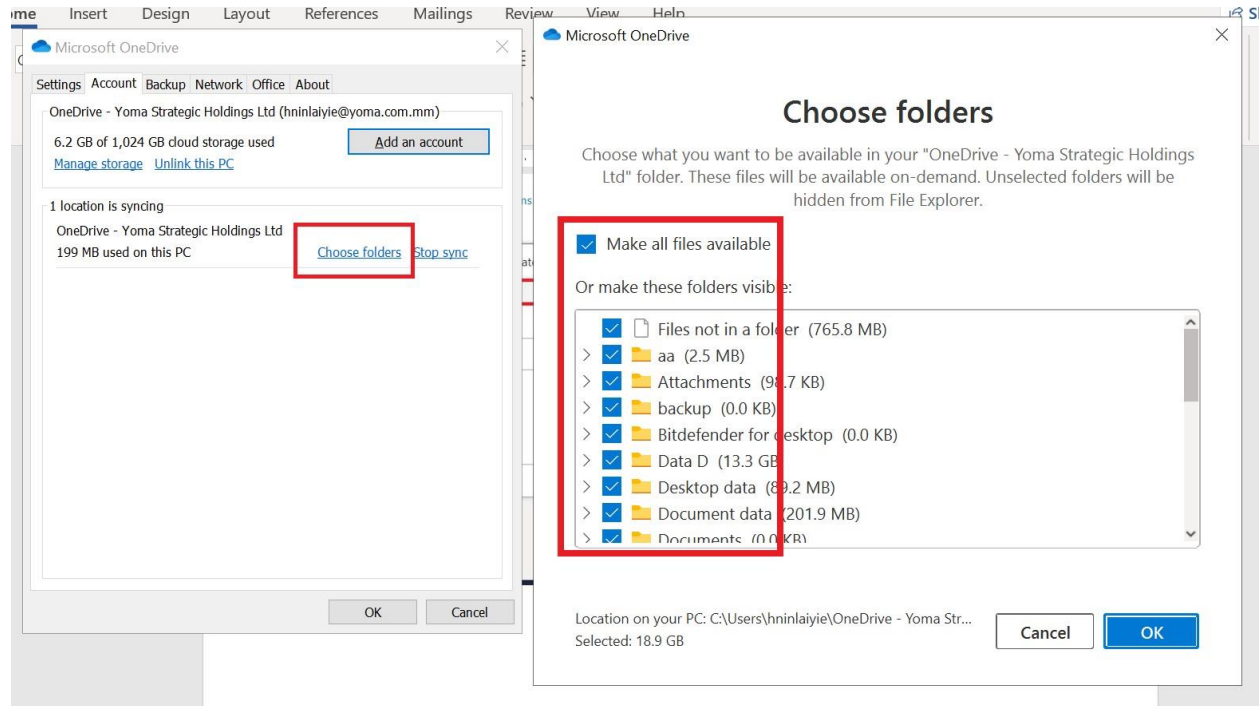 Insert Design Layout References Mailings Review View Help
Microsoft OneDrive
Settings Account Backup Network Office About
OneDrive - Yoma Strategic Holdings Ltd (hninlaiyie@yoma.com.mm)
6.2 GB of 1,024 GB cloud storage used
Add an account
Manage storage Unlink this PC
1 location is syncing
OneDrive - Yoma Strategic Holdings Ltd
199 MB used on this PC
Choose folders Stop sync
OK Cancel
Microsoft OneDrive
Choose folders
Choose what you want to be available in your "OneDrive - Yoma Strategic Holdings
Ltd" folder. These files will be available on-demand. Unselected folders will be
hidden from File Explorer.
Make all files available
Or make these folders visible:
Files not in a folder (765.8 MB)
aa (2.5 MB)
Attachments (98.7 KB)
backup (0.0 KB)
Bitdefender for desktop (0.0 KB)
Data D (13.3 GB)
Desktop data (89.2 MB)
Document data (201.9 MB)
Documents (0.0 KB)
Location on your PC: C:\Users\hninlaiyie\OneDrive - Yoma Str...
Selected: 18.9 GB
Cancel OK